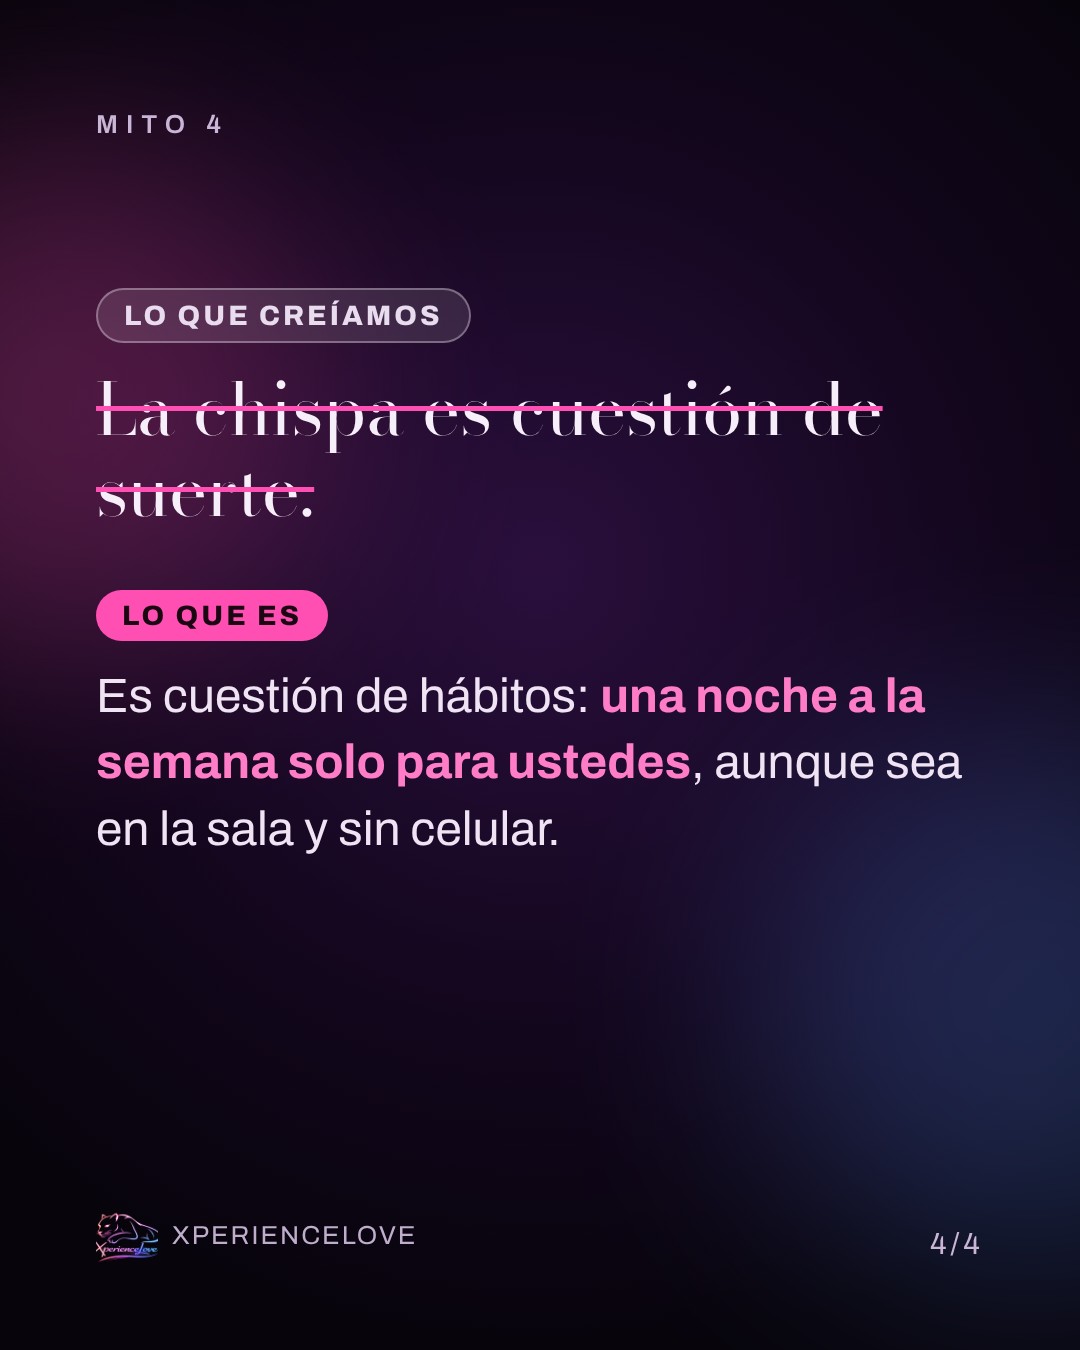 MITO 4
LO QUE CREÍAMOS
La chispa es cuestión de
suerte.
LO QUE ES
Es cuestión de hábitos: una noche a la
semana solo para ustedes, aunque sea
en la sala y sin celular.
XperienceLove
XPERIENCELOVE
4/4